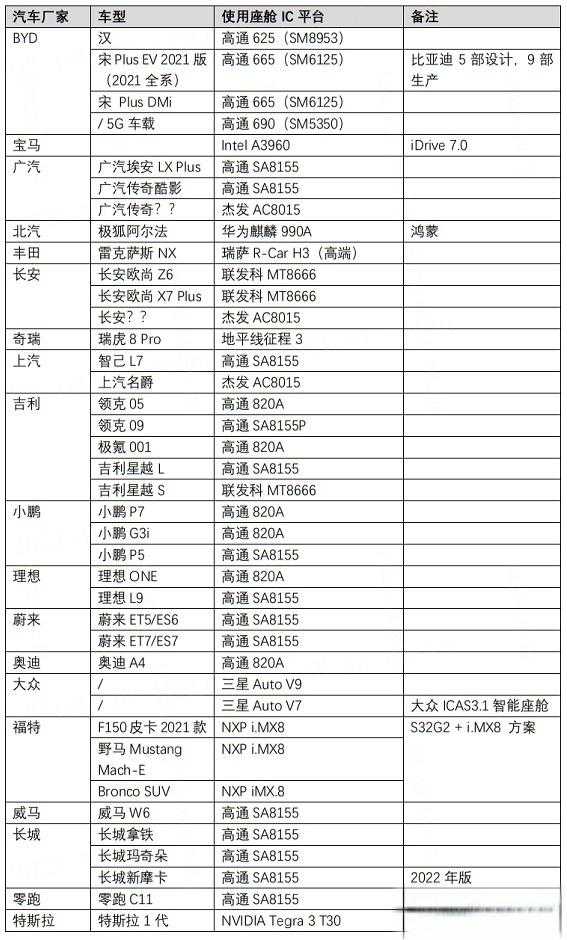 汽车厂家 车型 使用座舱 IC 平台 备注
BYD 汉 高通 625（SM8953）
宋 Plus EV 2021 版 高通 665（SM6125） 比亚迪 5 部设计，9 部
（2021 全系） 生产
宋 Plus DMi 高通 665（SM6125）
/ 5G 车载 高通 690（SM5350）
宝马 Intel A3960 iDrive 7.0
广汽 广汽埃安 LX Plus 高通 SA8155
广汽传奇酷影 高通 SA8155
广汽传奇？？ 杰发 AC8015
北汽 极狐阿尔法 华为麒麟 990A 鸿蒙
丰田 雷克萨斯 NX 瑞萨 R-Car H3（高端）
长安 长安欧尚 Z6 联发科 MT8666
长安欧尚 X7 Plus 联发科 MT8666
长安？？ 杰发 AC8015
奇瑞 瑞虎 8 Pro 地平线征程 3
上汽 智己 L7 高通 SA8155
上汽名爵 杰发 AC8015
吉利 领克 05 高通 820A
领克 09 高通 SA8155P
极氪 001 高通 820A
吉利星越 L 高通 SA8155
吉利星越 S 联发科 MT8666
小鹏 小鹏 P7 高通 820A
小鹏 G3i 高通 820A
小鹏 P5 高通 SA8155
理想 理想 ONE 高通 820A
理想 L9 高通 SA8155
蔚来 蔚来 ET5/ES6 高通 SA8155
蔚来 ET7/ES7 高通 SA8155
奥迪 奥迪 A4 高通 820A
大众 / 三星 Auto V9
/ 三星 Auto V7 大众 ICAS3.1 智能座舱
福特 F150 皮卡 2021 款 NXP i.MX8 S32G2 + i.MX8 方案
野马 Mustang NXP i.MX8
Mach-E
Bronco SUV NXP iMX.8
威马 威马 W6 高通 SA8155
长城 长城拿铁 高通 SA8155
长城玛奇朵 高通 SA8155
长城新摩卡 高通 SA8155 2022 年版
零跑 零跑 C11 高通 SA8155
特斯拉 特斯拉 1 代 NVIDIA Tegra 3 T30